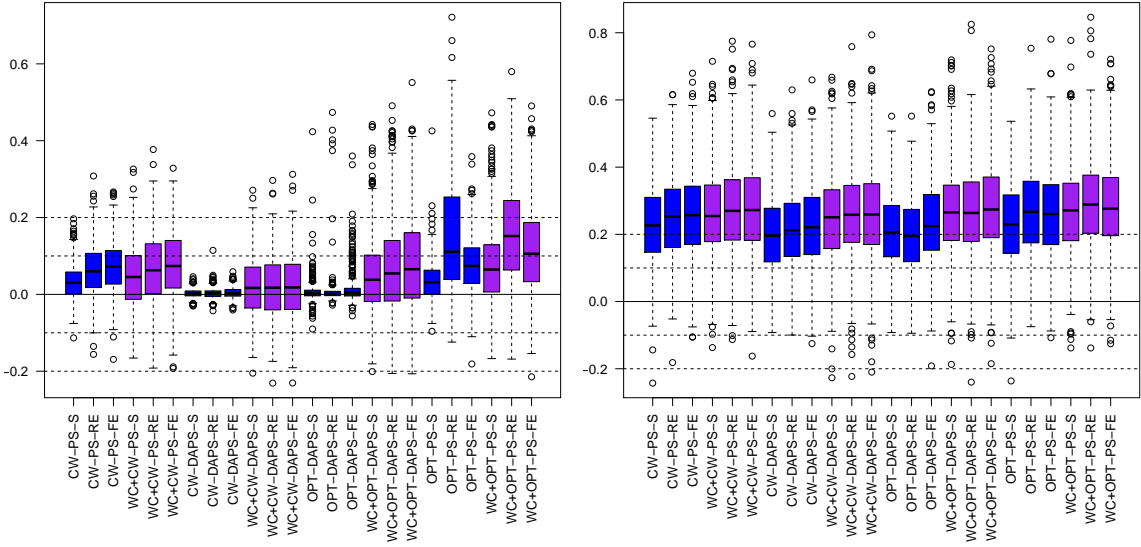 0.6
0.4
0.2
0.0
−0.2
CW−PS−S
CW−PS−RE
CW−PS−FE
WC+CW−PS−S
WC+CW−PS−RE
WC+CW−PS−FE
CW−DAPS−S
CW−DAPS−RE
CW−DAPS−FE
WC+CW−DAPS−S
WC+CW−DAPS−RE
WC+CW−DAPS−FE
OPT−DAPS−S
OPT−DAPS−RE
OPT−DAPS−FE
WC+OPT−DAPS−S
WC+OPT−DAPS−RE
WC+OPT−DAPS−FE
OPT−PS−S
OPT−PS−RE
OPT−PS−FE
WC+OPT−PS−S
WC+OPT−PS−RE
WC+OPT−PS−FE
0.8
0.6
0.4
0.2
0.0
−0.2
CW−PS−S
CW−PS−RE
CW−PS−FE
WC+CW−PS−S
WC+CW−PS−RE
WC+CW−PS−FE
CW−DAPS−S
CW−DAPS−RE
CW−DAPS−FE
WC+CW−DAPS−S
WC+CW−DAPS−RE
WC+CW−DAPS−FE
OPT−DAPS−S
OPT−DAPS−RE
OPT−DAPS−FE
WC+OPT−DAPS−S
WC+OPT−DAPS−RE
WC+OPT−DAPS−FE
OPT−PS−S
OPT−PS−RE
OPT−PS−FE
WC+OPT−PS−S
WC+OPT−PS−RE
WC+OPT−PS−FE